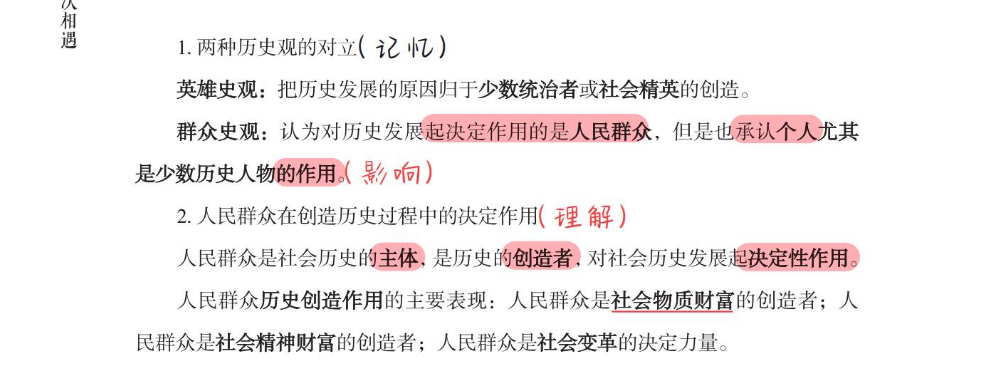 次相遇
1. 两种历史观的对立(记忆)
英雄史观：把历史发展的原因归于少数统治者或社会精英的创造。
群众史观：认为对历史发展起决定作用的是人民群众，但是也承认个人尤其
是少数历史人物的作用。(影响)
2. 人民群众在创造历史过程中的决定作用(理解)
人民群众是社会历史的主体，是历史的创造者，对社会历史发展起决定性作用。
人民群众历史创造作用的主要表现：人民群众是社会物质财富的创造者；人
民群众是社会精神财富的创造者；人民群众是社会变革的决定力量。